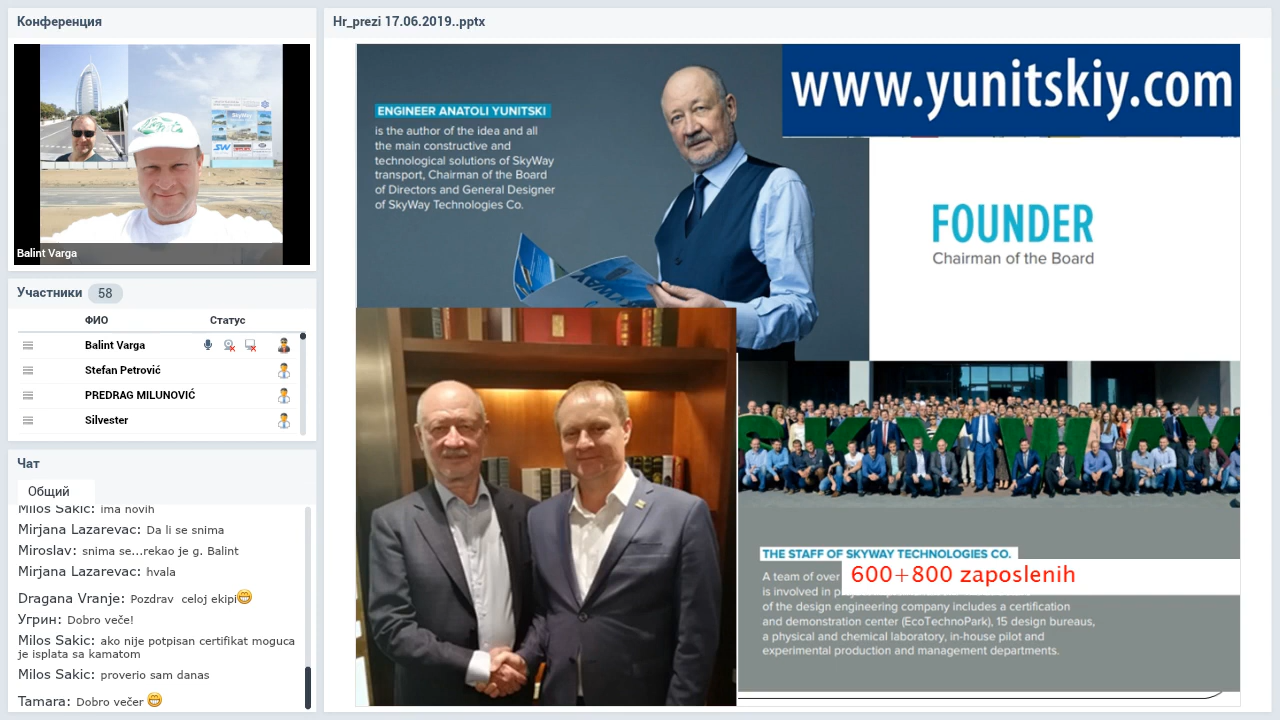 Конференция
Balint Varga
Участники 58
ФИО Статус
Balint Varga
Stefan Petrović
PREDRAG MILUNOVIĆ
Silvester
Чат
Общий
Milos Sakic: ima novih
Mirjana Lazarevac: Da li se snima
Miroslav: snima se...rekao je g. Balint
Mirjana Lazarevac: hvala
Dragana Vranje: Pozdrav celoj ekipi
Угрин: Dobro veče!
Milos Sakic: ako nije potpisan certifikat moguca
je isplata sa kamatom
Milos Sakic: proverio sam danas
Tamara: Dobro večer
Hr_prezi 17.06.2019..pptx
www.yunitskiy.com
ENGINEER ANATOLI YUNITSKI
is the author of the idea and all
the main constructive and
technological solutions of SkyWay
transport, Chairman of the Board
of Directors and General Designer
of SkyWay Technologies Co.
FOUNDER
Chairman of the Board
SKYWAY
THE STAFF OF SKYWAY TECHNOLOGIES CO.
A team of over
600+800 zaposlenih
is involved in
of the design engineering company includes a certification
and demonstration center (EcoTechnoPark), 15 design bureaus,
a physical and chemical laboratory, in-house pilot and
experimental production and management departments.